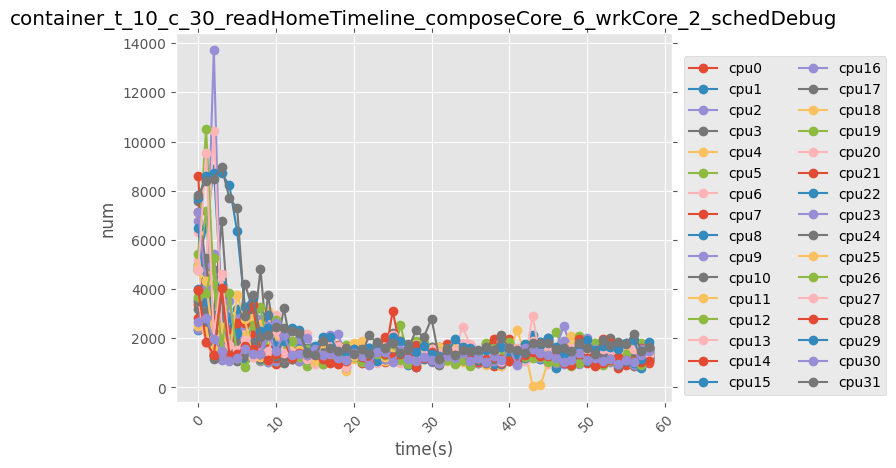 container_t_10_c_30_readHomeTimeline_composeCore_6_wrkCore_2_schedDebug
14000
12000
10000
8000
6000
4000
2000
0
num
0
10
20
30
40
50
60
time(s)
cpu0
cpu1
cpu2
cpu3
cpu4
cpu5
cpu6
cpu7
cpu8
cpu9
cpu10
cpu11
cpu12
cpu13
cpu14
cpu15
cpu16
cpu17
cpu18
cpu19
cpu20
cpu21
cpu22
cpu23
cpu24
cpu25
cpu26
cpu27
cpu28
cpu29
cpu30
cpu31